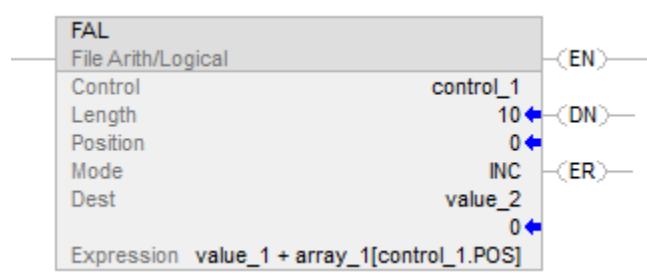 FAL
File Arith/Logical
EN
Control control_1
Length 10
DN
Position 0
Mode INC
ER
Dest value_2
0
Expression value_1 + array_1[control_1.POS]